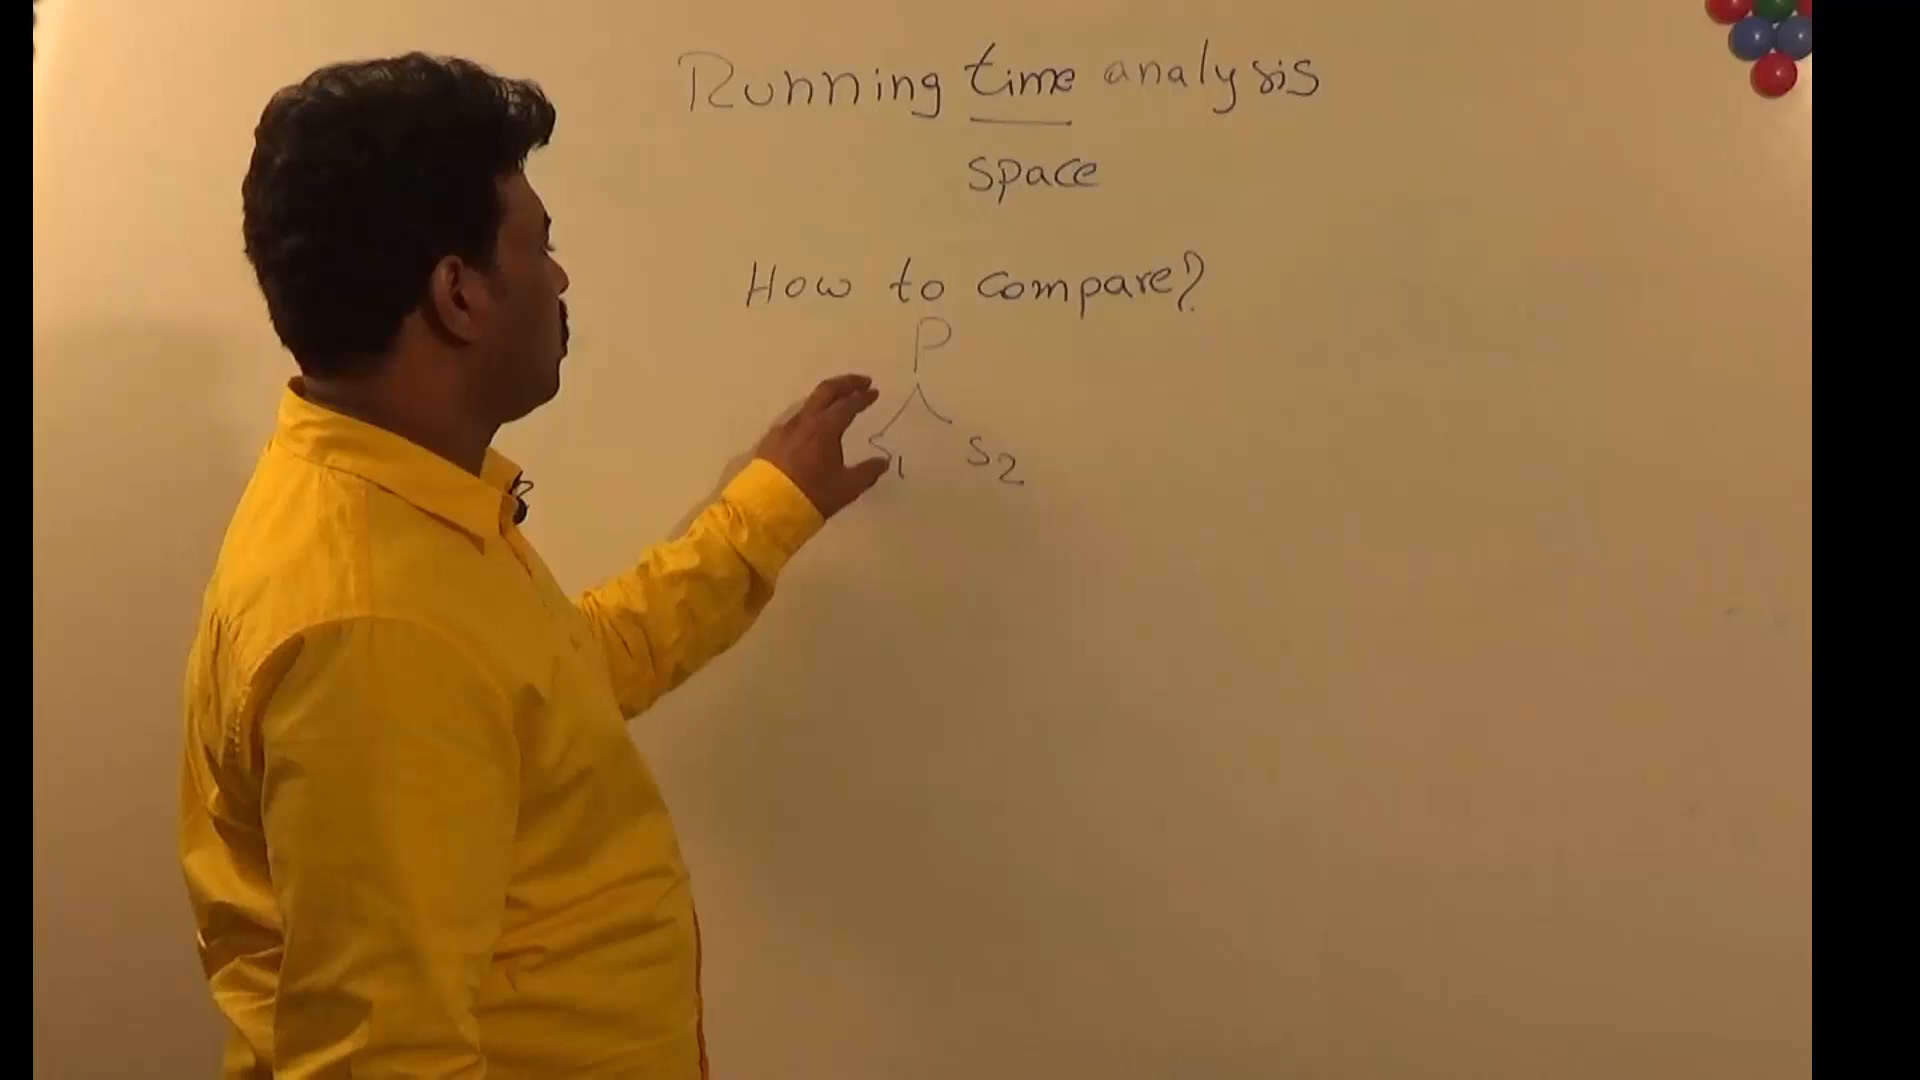 Running time analysis
space
How to compare?
P
S1 S2